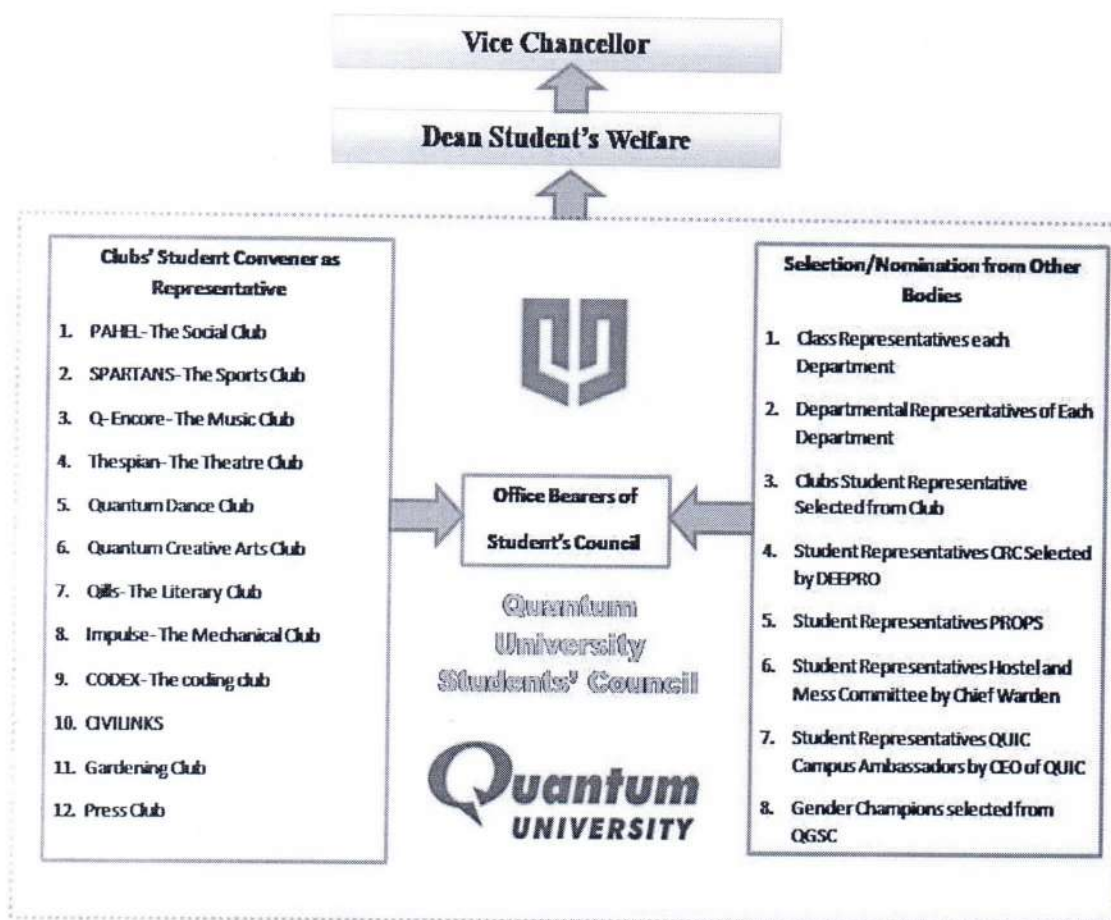 Vice Chancellor
Dean Student's Welfare
Clubs' Student Convener as
Representative
1. PAHEL-The Social Club
2. SPARTANS-The Sports Club
3. Q-Encore-The Music Club
4. Thespian-The Theatre Club
5. Quantum Dance Club
6. Quantum Creative Arts Club
7. Qills-The Literary Club
8. Impulse-The Mechanical Club
9. CODEX-The coding club
10. CIVILINKS
11. Gardening Club
12. Press Club
Office Bearers of
Student's Council
Quantum
University
Students' Council
Quantum
UNIVERSITY
Selection/Nomination from Other
Bodies
1. Class Representatives each
Department
2. Departmental Representatives of Each
Department
3. Clubs Student Representative
Selected from Club
4. Student Representatives CRC Selected
by DEEPRO
5. Student Representatives PROPS
6. Student Representatives Hostel and
Mess Committee by Chief Warden
7. Student Representatives QUIC
Campus Ambassadors by CEO of QUIC
8. Gender Champions selected from
QGSC